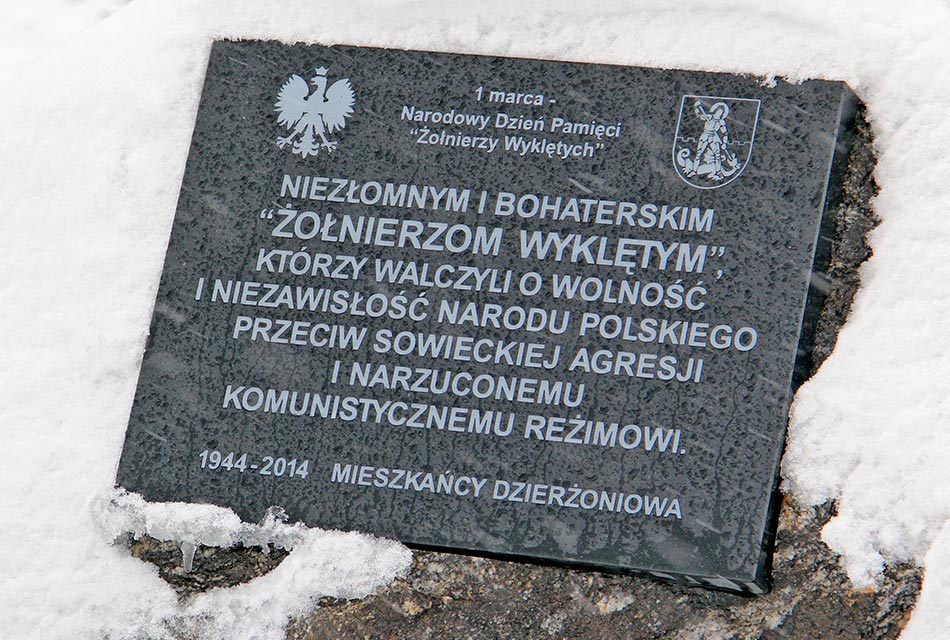 1 marca -
Narodowy Dzień Pamięci
“Żołnierzy Wyklętych”
NIEZŁOMNYM I BOHATERSKIM
“ŻOŁNIERZOM WYKLĘTYM”,
KTÓRZY WALCZYLI O WOLNOŚĆ
I NIEZAWISŁOŚĆ NARODU POLSKIEGO
PRZECIW SOWIECKIEJ AGRESJI
I NARZUCONEMU
KOMUNISTYCZNEMU REŻIMOWI.
1944-2014 MIESZKAŃCY DZIERŻONIOWA